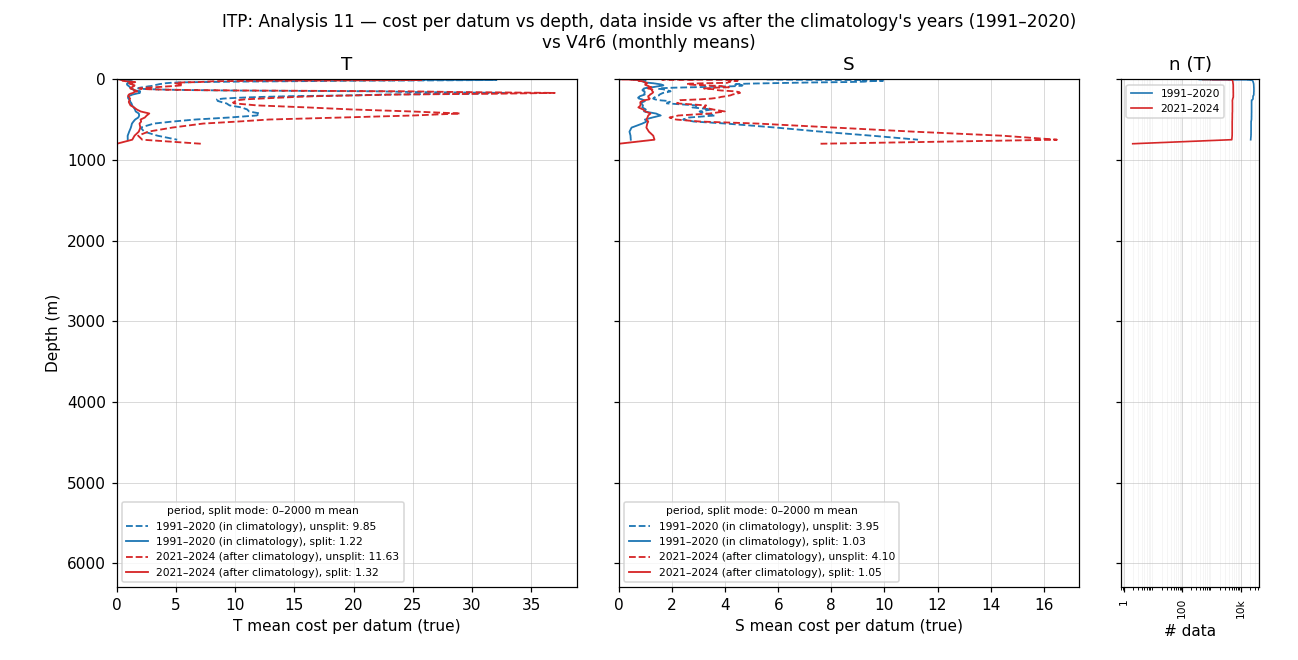 ITP: Analysis 11 — cost per datum vs depth, data inside vs after the climatology's years (1991–2020)
vs V4r6 (monthly means)
T
S
n (T)
0
1000
2000
3000
4000
5000
6000
Depth (m)
period, split mode: 0–2000 m mean
1991–2020 (in climatology), unsplit: 9.85
1991–2020 (in climatology), split: 1.22
2021–2024 (after climatology), unsplit: 11.63
2021–2024 (after climatology), split: 1.32
0 5 10 15 20 25 30 35
T mean cost per datum (true)
period, split mode: 0–2000 m mean
1991–2020 (in climatology), unsplit: 3.95
1991–2020 (in climatology), split: 1.03
2021–2024 (after climatology), unsplit: 4.10
2021–2024 (after climatology), split: 1.05
0 2 4 6 8 10 12 14 16
S mean cost per datum (true)
1991–2020
2021–2024
1 100 10k
# data